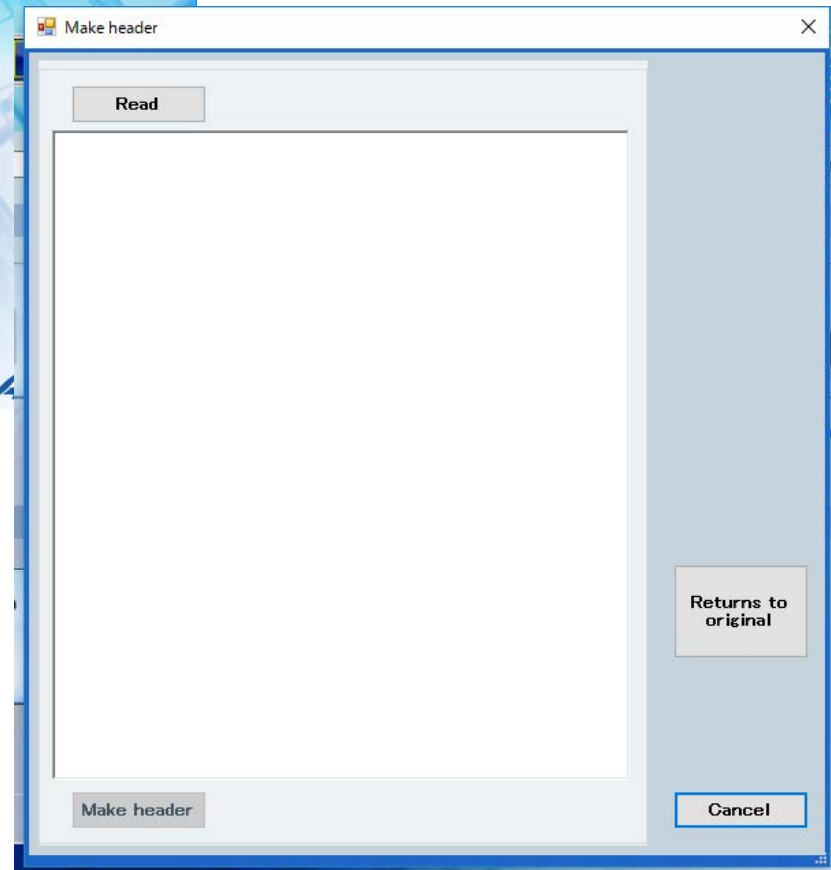 Make header
Read
Returns to
original
Make header
Cancel